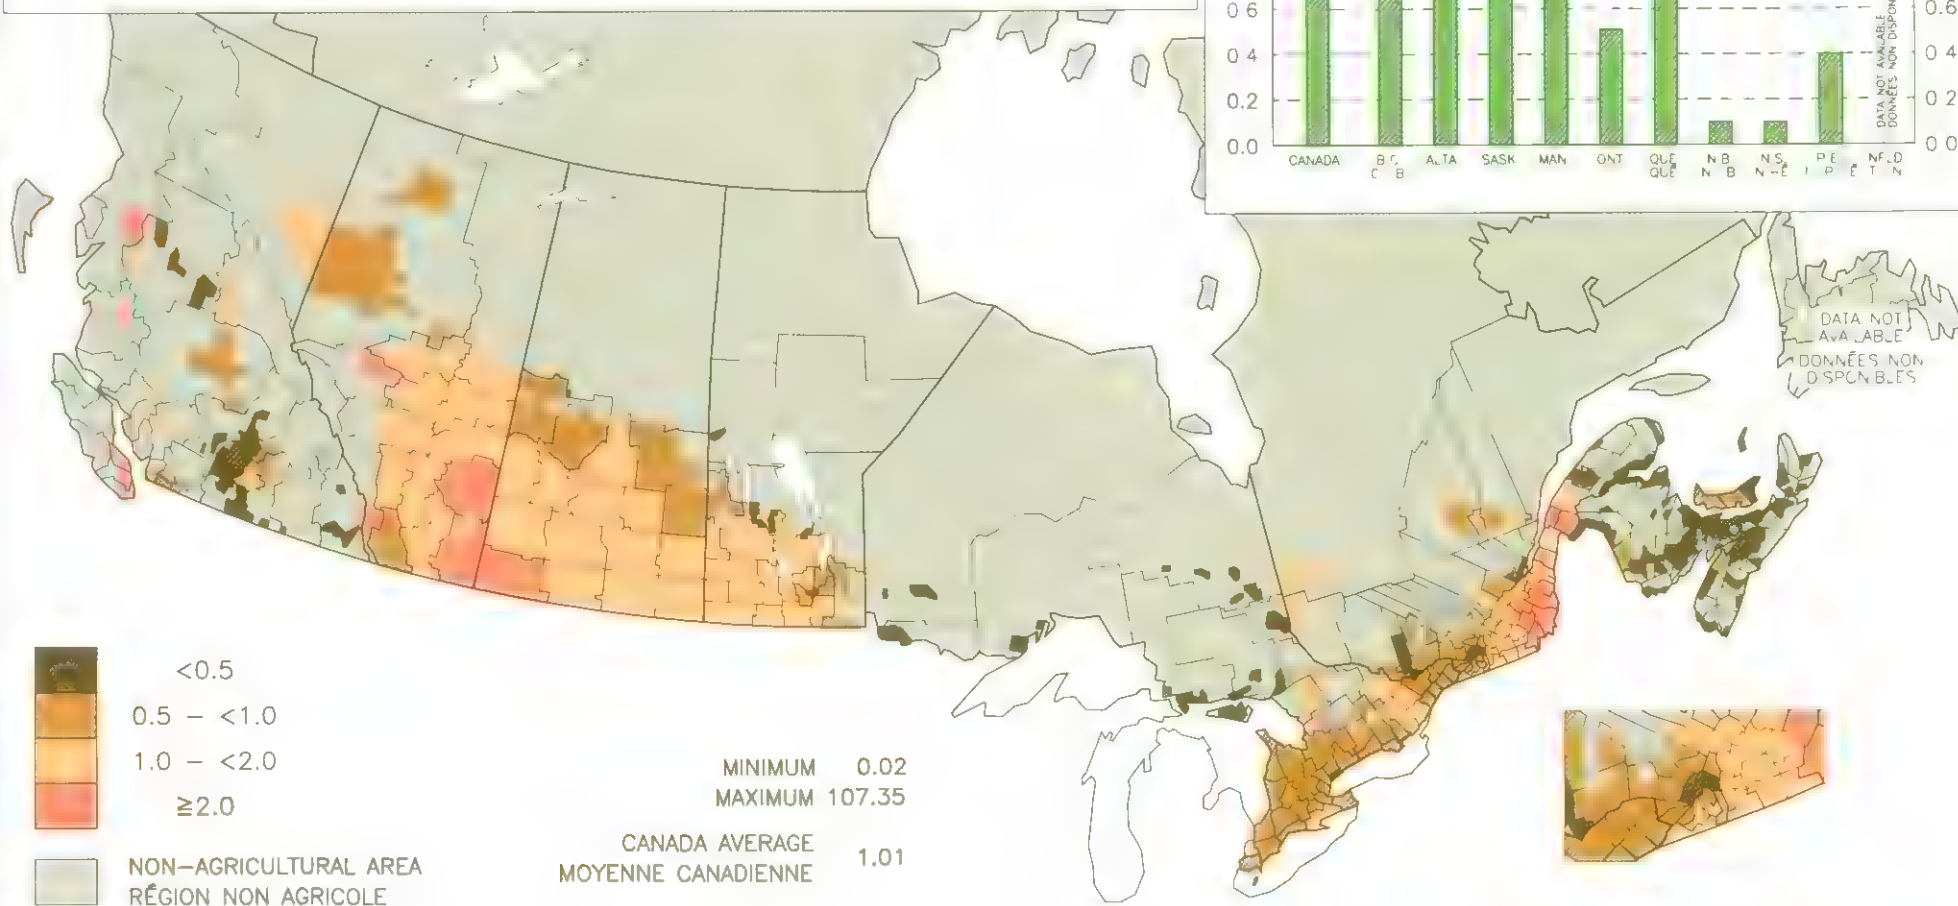 0.6
0.4
0.2
0.0
0.6
0.4
0.2
0.0
DATA NOT AVAILABLE
CANADA
B.C.
C.-B.
ALTA
SASK
MAN
ONT
QUE
QUÉ
N.B.
N.-B.
N.S.
N.-É.
P.E.I.
NFLD
T.-N.
DATA NOT
AVAILABLE
DONNÉES NON
DISPONIBLES
<0.5
0.5 – <1.0
1.0 – <2.0
≥2.0
NON–AGRICULTURAL AREA
RÉGION NON AGRICOLE
MINIMUM 0.02
MAXIMUM 107.35
CANADA AVERAGE
MOYENNE CANADIENNE
1.01